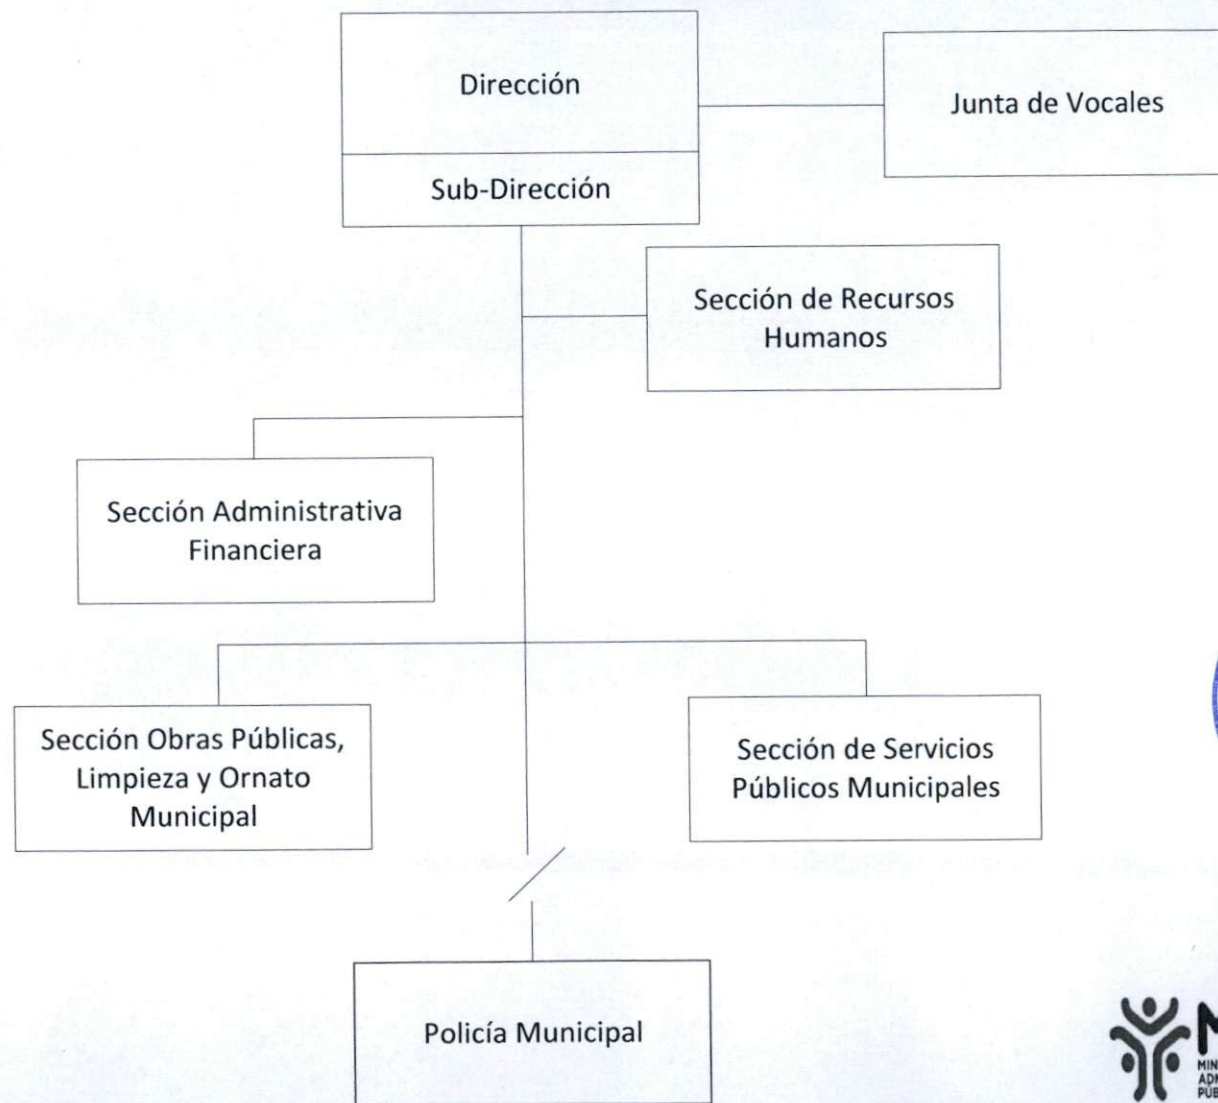 Dirección
Junta de Vocales
Sub-Dirección
Sección de Recursos
Humanos
Sección Administrativa
Financiera
Sección Obras Públicas,
Limpieza y Ornato
Municipal
Sección de Servicios
Públicos Municipales
Policía Municipal